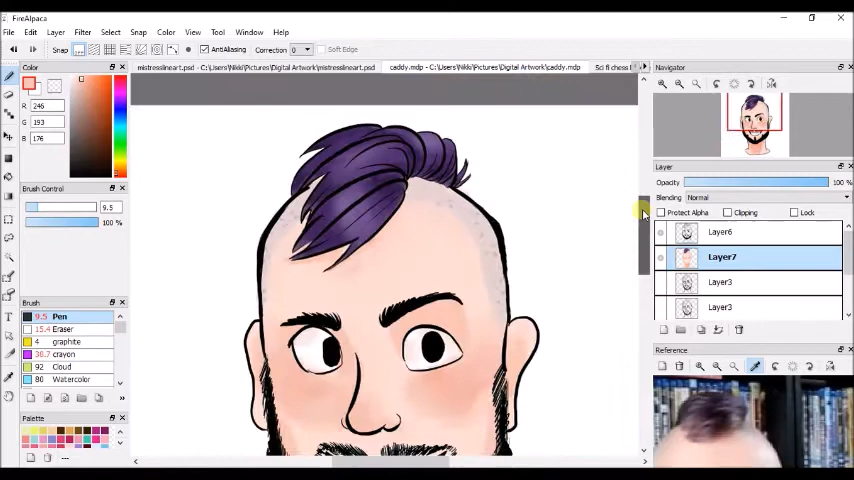 FireAlpaca
File Edit Layer Filter Select Snap Color View Tool Window Help
Snap AntiAliasing Correction 0 Soft Edge
Color
mistresslineart.psd - C:\Users\Nikki\Pictures\Digital Artwork\mistresslineart.psd
caddy.mdp - C:\Users\Nikki\Pictures\Digital Artwork\caddy.mdp
Sci fi chess
Navigator
R 246
G 193
B 176
Brush Control
9.5
100 %
Layer
Opacity 100 %
Blending Normal
Protect Alpha Clipping Lock
Layer6
Layer7
Layer3
Layer3
Brush
9.5 Pen
15.4 Eraser
4 graphite
38.7 crayon
92 Cloud
80 Watercolor
Reference
Palette
---